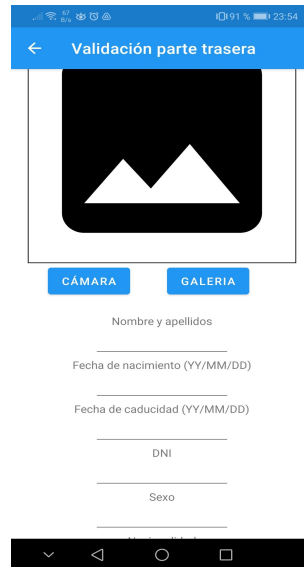 67
B/s
91 %
23:54
Validación parte trasera
CÁMARA
GALERIA
Nombre y apellidos
Fecha de nacimiento (YY/MM/DD)
Fecha de caducidad (YY/MM/DD)
DNI
Sexo